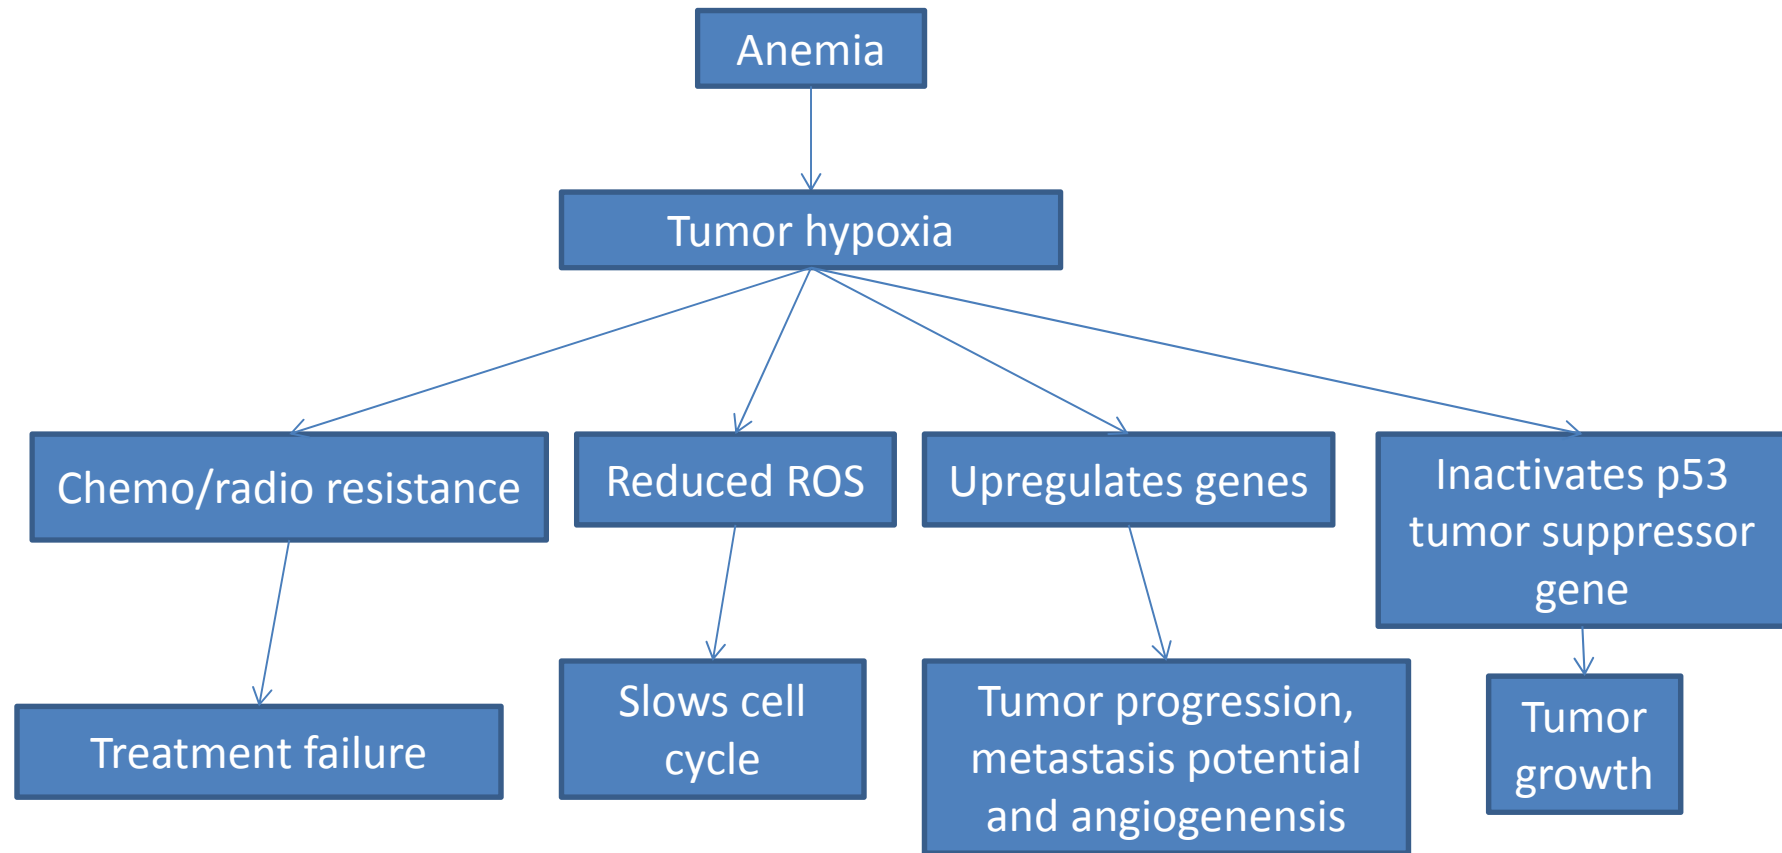 Anemia
Tumor hypoxia
Chemo/radio resistance
Reduced ROS
Upregulates genes
Inactivates p53
tumor suppressor
gene
Treatment failure
Slows cell
cycle
Tumor progression,
metastasis potential
and angiogenensis
Tumor
growth